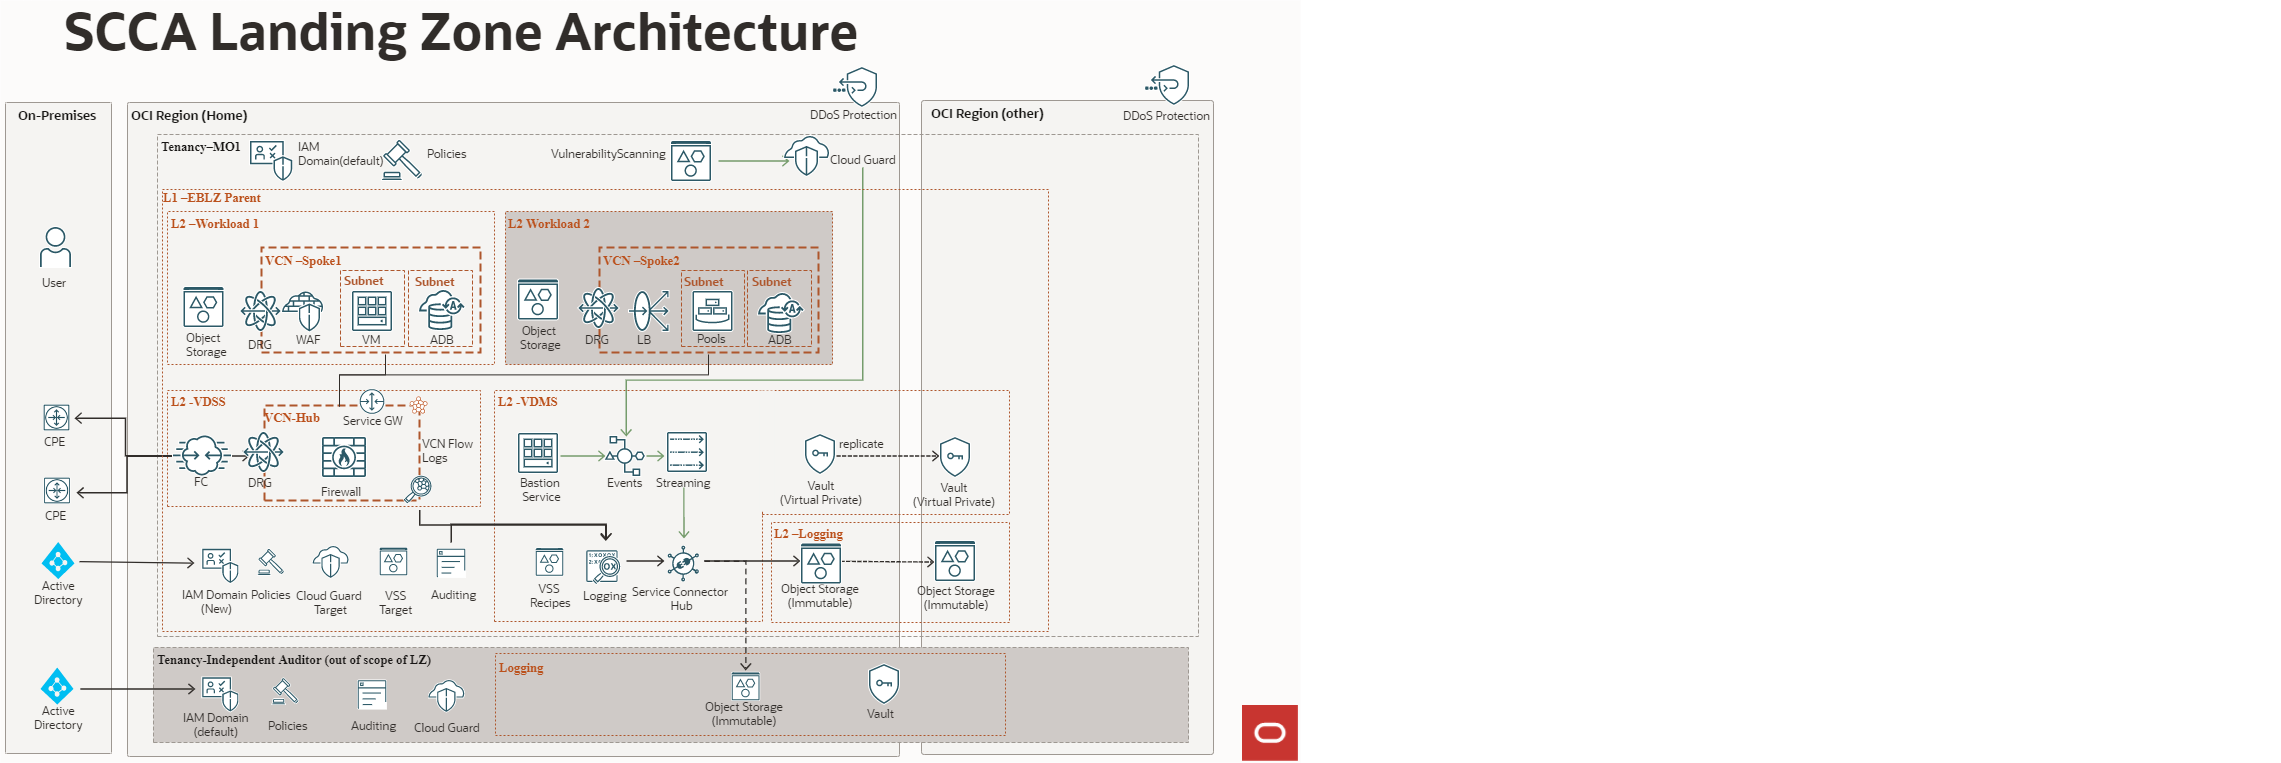 SCCA Landing Zone Architecture
DDoS Protection
DDoS Protection
On-Premises
OCI Region (Home)
OCI Region (other)
Tenancy–MO1
IAM
Domain(default)
Policies
VulnerabilityScanning
Cloud Guard
L1 –EBLZ Parent
L2 –Workload 1
L2 Workload 2
VCN –Spoke1
VCN –Spoke2
Subnet
Subnet
Subnet
Subnet
User
Object
Storage
DRG
WAF
VM
ADB
Object
Storage
DRG
LB
Pools
ADB
L2 -VDSS
L2 -VDMS
VCN-Hub
Service GW
VCN Flow
Logs
CPE
FC
DRG
Firewall
Bastion
Service
Events
Streaming
replicate
Vault
(Virtual Private)
Vault
(Virtual Private)
CPE
L2 –Logging
Active
Directory
IAM Domain
(New)
Policies
Cloud Guard
Target
VSS
Target
Auditing
VSS
Recipes
Logging
Service Connector
Hub
Object Storage
(Immutable)
Object Storage
(Immutable)
Tenancy-Independent Auditor (out of scope of LZ)
Logging
Active
Directory
IAM Domain
(default)
Policies
Auditing
Cloud Guard
Object Storage
(Immutable)
Vault